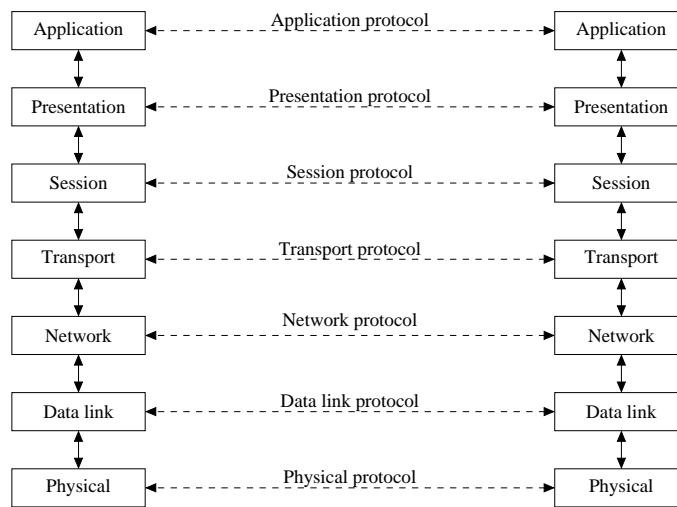 Application
Application protocol
Application
Presentation
Presentation protocol
Presentation
Session
Session protocol
Session
Transport
Transport protocol
Transport
Network
Network protocol
Network
Data link
Data link protocol
Data link
Physical
Physical protocol
Physical